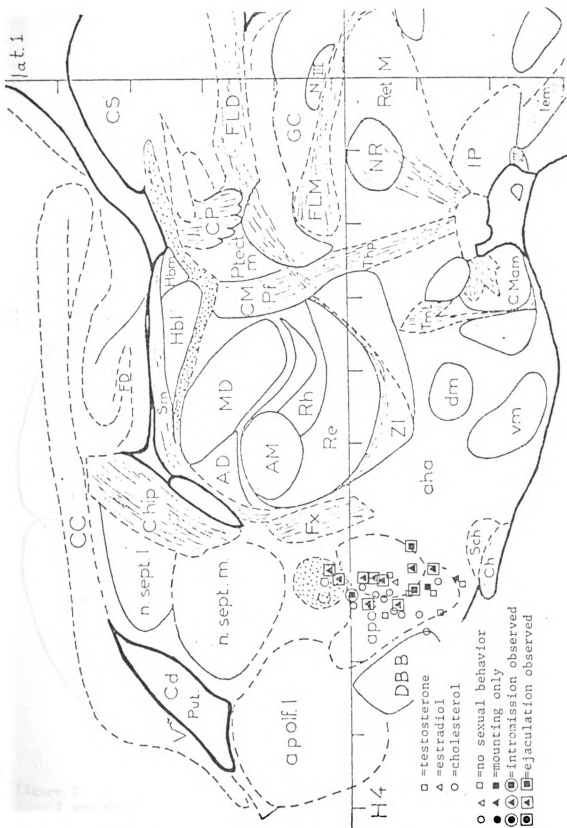 lat.1
CS
FLD
CC
FD
CP
GC
N III
Ret M
Hbm
Ptect
m
FLM
NR
Hbl
Sm
CM
Pf
Thp
IP
lem
C hip
MD
AD
AM
Rh
Re
ZI
C Mam
n sept. l
n. sept. m.
Fx
aha
dm
vm
V
Cd
Put
Sch
Ch
apolf. l
DBB
H4
□ =testosterone
△ =estradiol
○ =cholesterol
○ △ □ =no sexual behavior
● ▲ ■ =mounting only
=intromission observed
=ejaculation observed